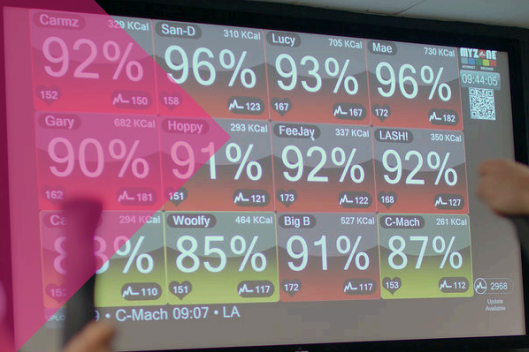 Carmz 329 KCal
92%
152 150
San-D 310 KCal
96%
158 123
Lucy 705 KCal
93%
167 167
Mae 730 KCal
96%
172 182
MYZONE
09:44:05
Gary 682 KCal
90%
162 181
Hoppy 293 KCal
91%
151 121
FeeJay 337 KCal
92%
173 122
LASH! 350 KCal
92%
168 127
294 KCal
110
Woolfy 464 KCal
85%
151 117
Big B 527 KCal
91%
172 117
C-Mach 261 KCal
87%
153 112
2968
Update
Available
• C-Mach 09:07 • LA